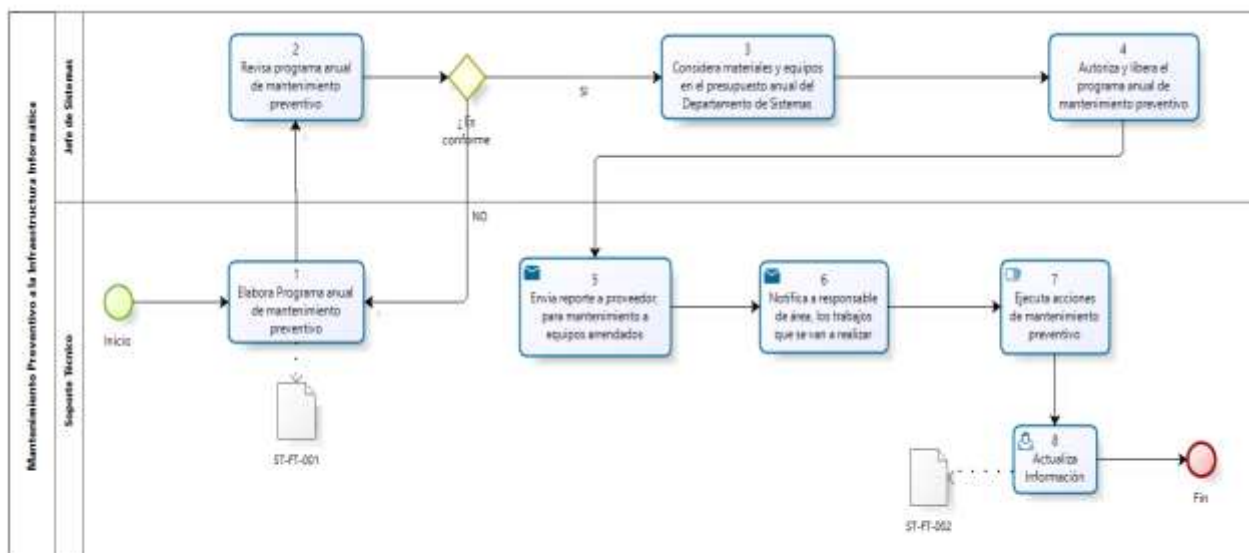 Mantenimiento Preventivo a la Infraestructura Informática
Jefe de Sistemas
2
Revisa programa anual
de mantenimiento
preventivo
¿Es
conforme
SI
NO
3
Considera materiales y equipos
en el presupuesto anual del
Departamento de Sistemas
4
Autoriza y libera el
programa anual de
mantenimiento preventivo
Soporte Técnico
Inicio
1
Elabora Programa anual
de mantenimiento
preventivo
ST-FT-001
5
Envia reporte a proveedor,
para mantenimiento a
equipos arrendados
6
Notifica a responsable
de área, los trabajos
que se van a realizar
7
Ejecuta acciones
de mantenimiento
preventivo
8
Actualiza
Información
ST-FT-002
Fin